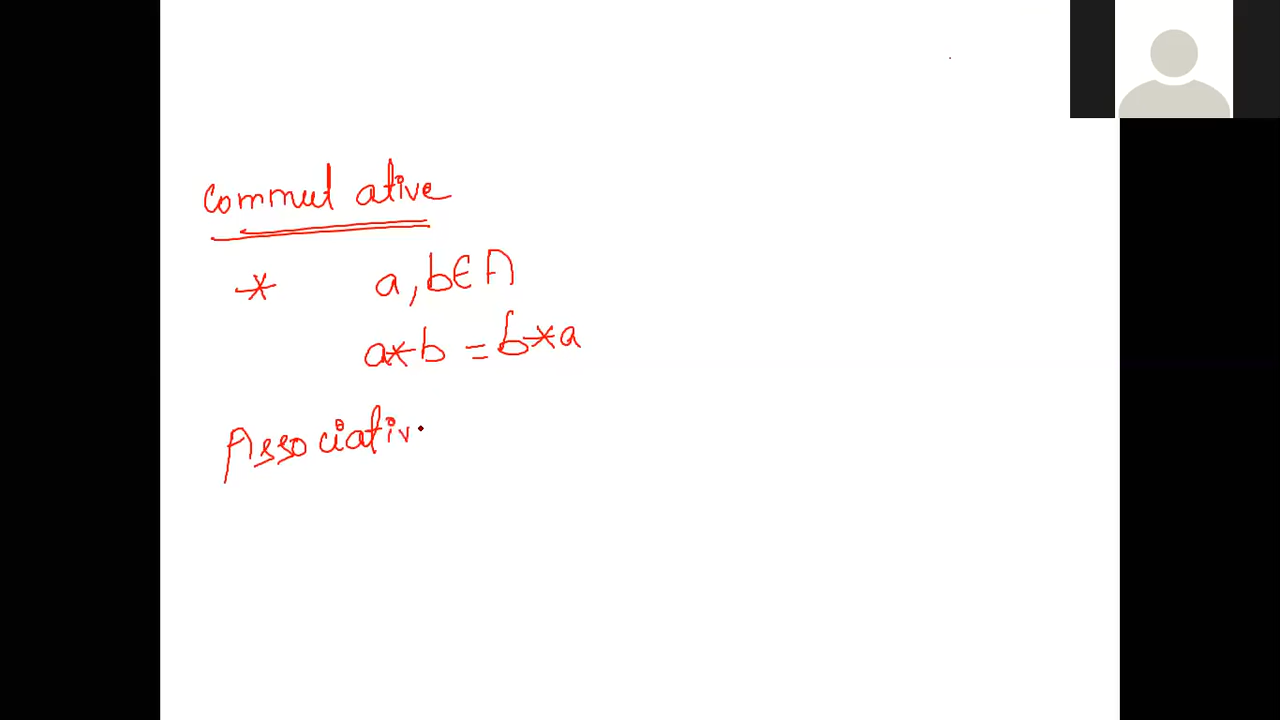 commutative
* a, b ∈ A
a * b = b * a
Associativ